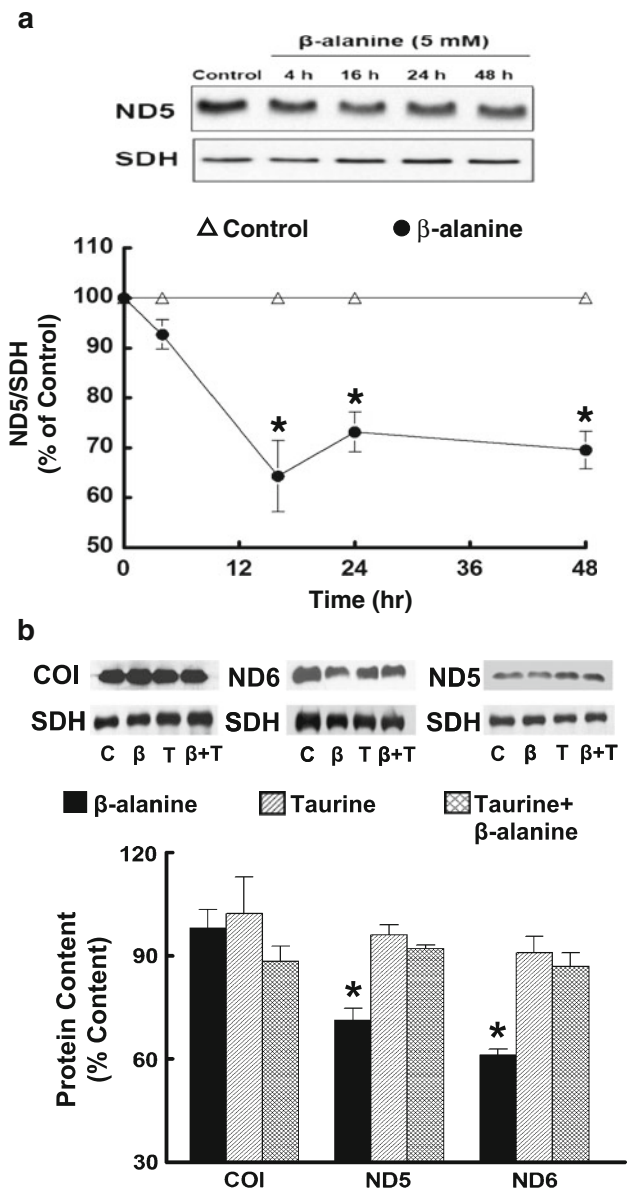 a
β-alanine (5 mM)
Control 4 h 16 h 24 h 48 h
ND5
SDH
Control β-alanine
110
100
90
80
70
60
50
ND5/SDH
(% of Control)
* * *
0 12 24 36 48
Time (hr)
b
COI ND6 ND5
SDH SDH SDH
C β T β+T C β T β+T C β T β+T
β-alanine Taurine Taurine+
β-alanine
120
90
60
30
Protein Content
(% Content)
* *
COI ND5 ND6